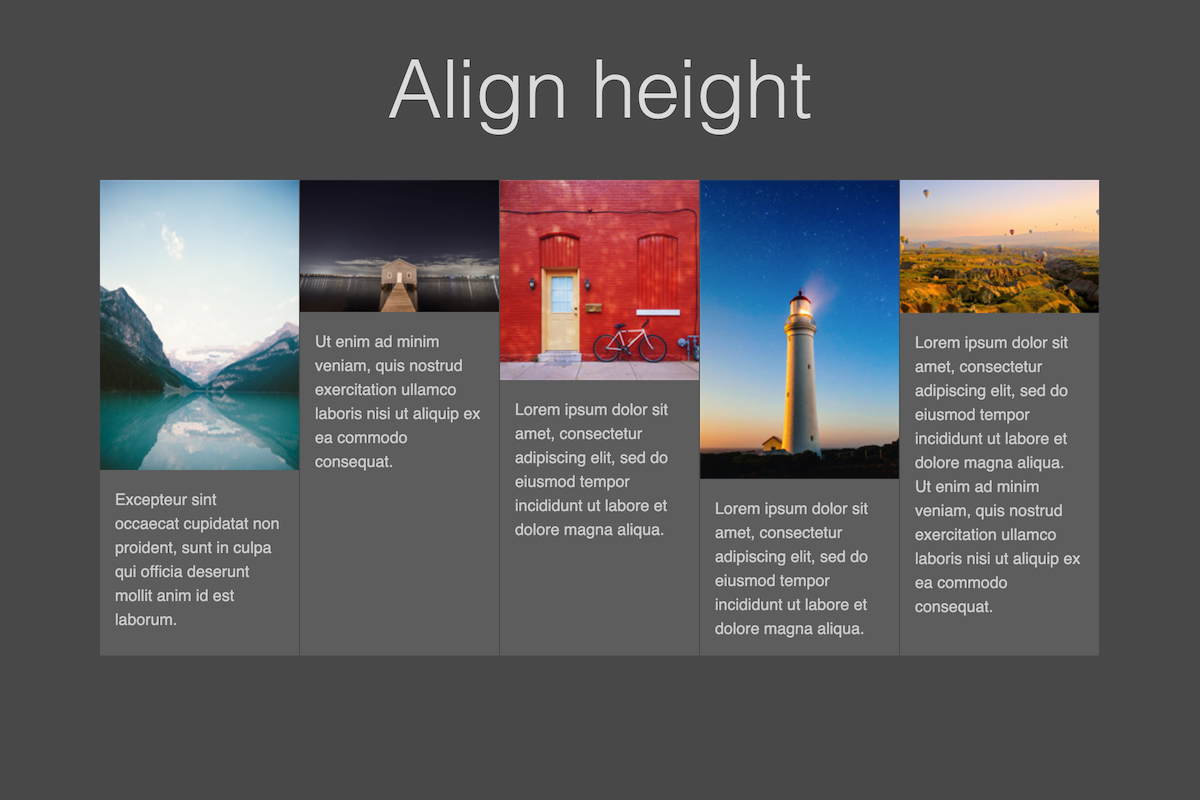 Align height
Excepteur sint
occaecat cupidatat non
proident, sunt in culpa
qui officia deserunt
mollit anim id est
laborum.
Ut enim ad minim
veniam, quis nostrud
exercitation ullamco
laboris nisi ut aliquip ex
ea commodo
consequat.
Lorem ipsum dolor sit
amet, consectetur
adipiscing elit, sed do
eiusmod tempor
incididunt ut labore et
dolore magna aliqua.
Lorem ipsum dolor sit
amet, consectetur
adipiscing elit, sed do
eiusmod tempor
incididunt ut labore et
dolore magna aliqua.
Lorem ipsum dolor sit
amet, consectetur
adipiscing elit, sed do
eiusmod tempor
incididunt ut labore et
dolore magna aliqua.
Ut enim ad minim
veniam, quis nostrud
exercitation ullamco
laboris nisi ut aliquip ex
ea commodo
consequat.